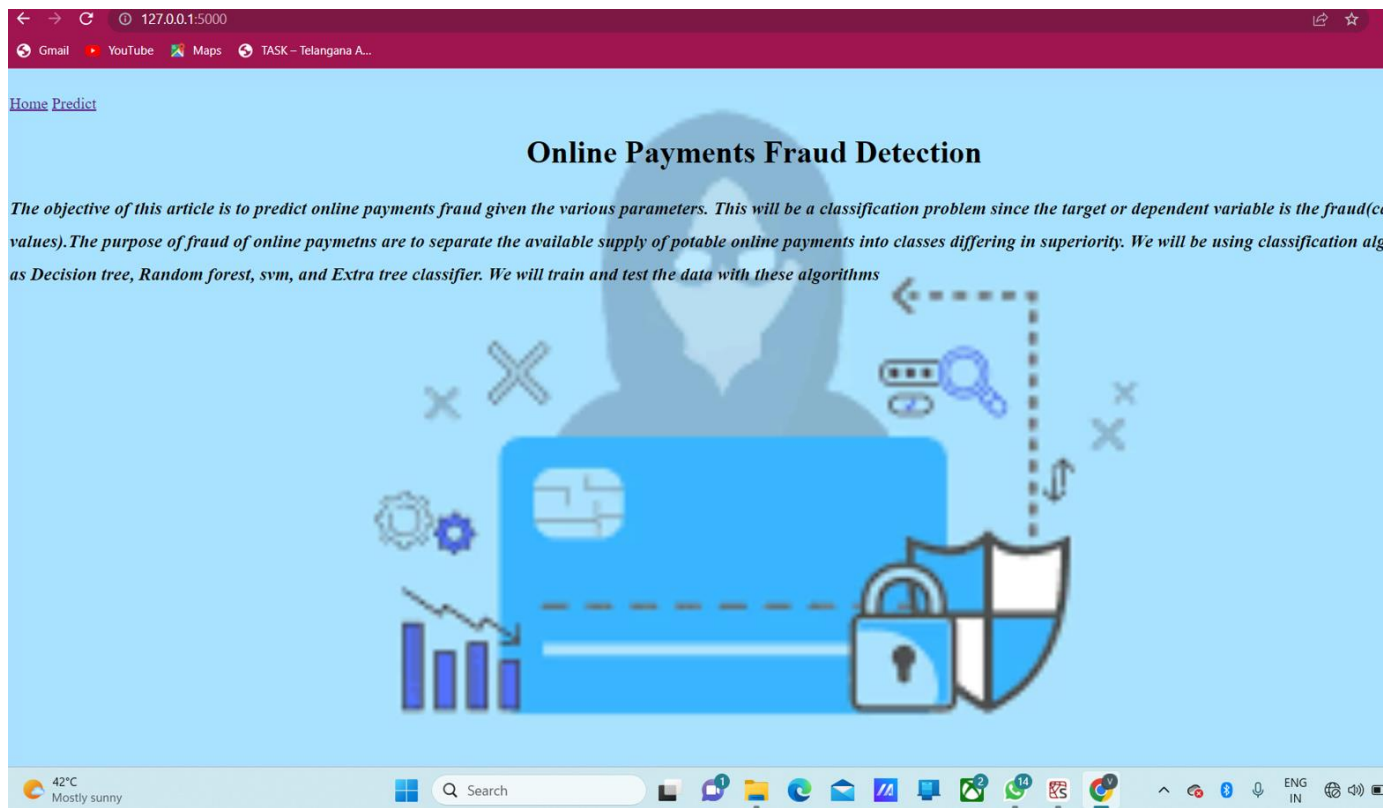 127.0.0.1:5000
Gmail YouTube Maps TASK – Telangana A...
Home Predict
Online Payments Fraud Detection
The objective of this article is to predict online payments fraud given the various parameters. This will be a classification problem since the target or dependent variable is the fraud(
values).The purpose of fraud of online paymetns are to separate the available supply of potable online payments into classes differing in superiority. We will be using classification
as Decision tree, Random forest, svm, and Extra tree classifier. We will train and test the data with these algorithms
42°C
Mostly sunny
Search
1
2
14
V
ENG
IN